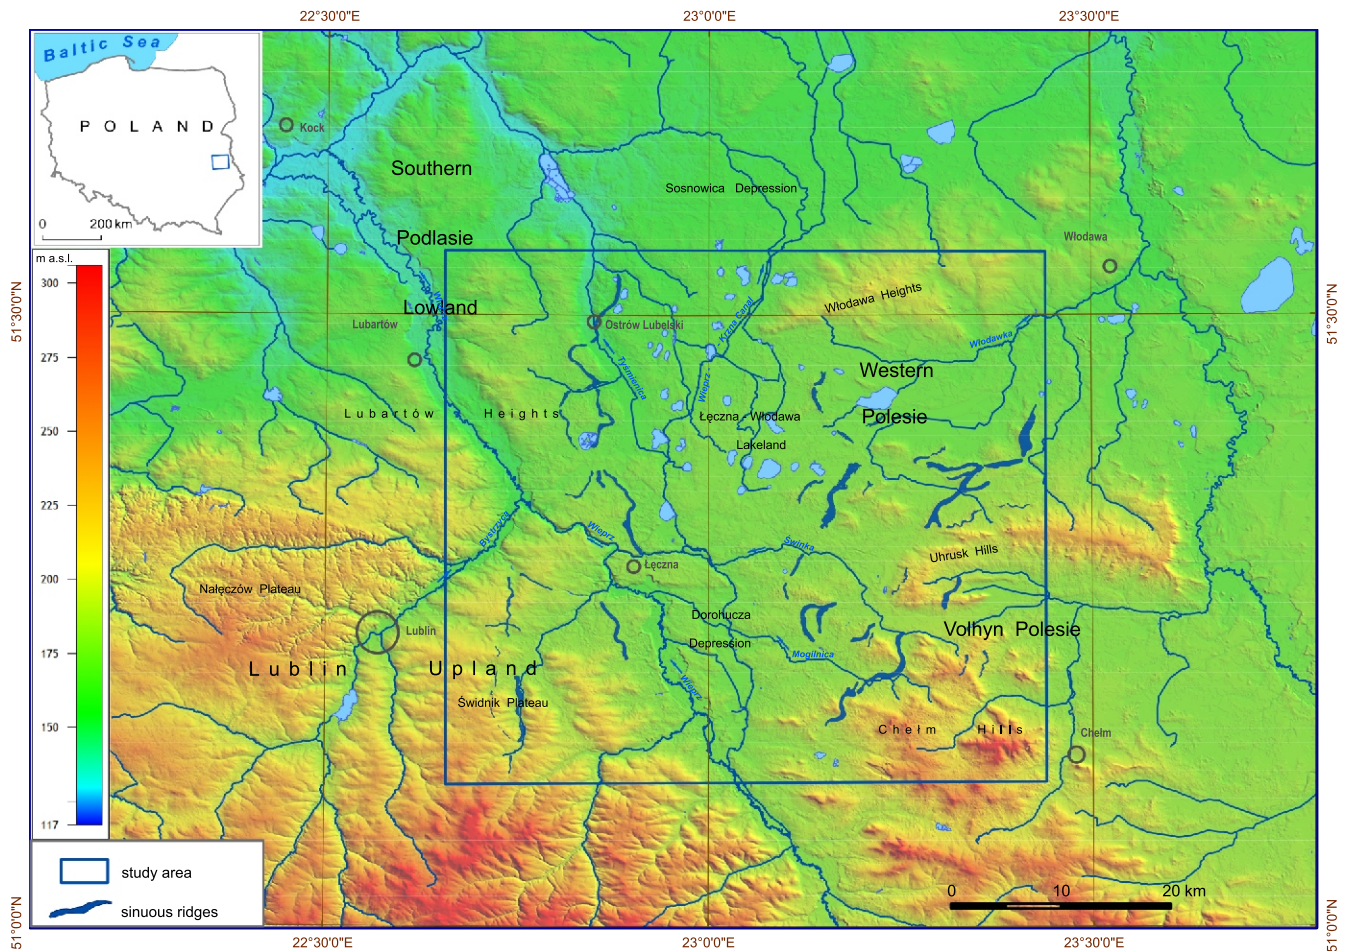 22°30'0"E
23°0'0"E
23°30'0"E
Baltic Sea
POLAND
0
200 km
Kock
Southern
Sosnowica Depression
Podlasie
Włodawa
m a.s.l.
300
275
250
225
200
175
150
117
51°30'0"N
51°30'0"N
Włodawa Heights
Lowland
Lubartów
Ostrów Lubelski
Wieprz - Krzna Canal
Włodawka
Tyśmienica
Western
Polesie
Lubartów Heights
Łęczna - Włodawa
Lakeland
Bystrzyca
Wieprz
Świnka
Uhrusk Hills
Łęczna
Nałęczów Plateau
Dorohucza
Depression
Lublin
Volhyn Polesie
Mogilnica
Lublin Upland
Wieprz
Świdnik Plateau
Chełm Hills
Chełm
study area
sinuous ridges
0
10
20 km
51°0'0"N
51°0'0"N
22°30'0"E
23°0'0"E
23°30'0"E